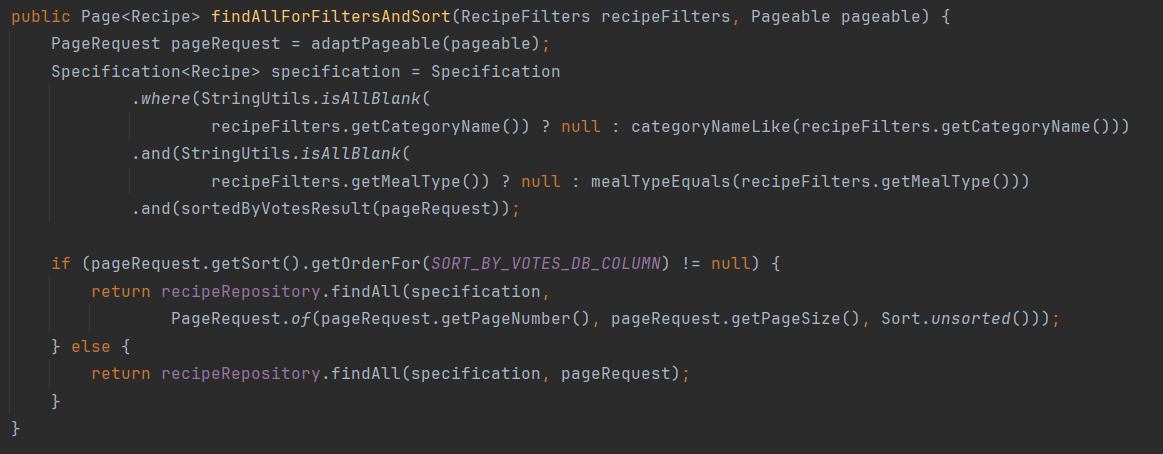 public Page<Recipe> findAllForFiltersAndSort(RecipeFilters recipeFilters, Pageable pageable) {
    PageRequest pageRequest = adaptPageable(pageable);
    Specification<Recipe> specification = Specification
            .where(StringUtils.isAllBlank(
                    recipeFilters.getCategoryName()) ? null : categoryNameLike(recipeFilters.getCategoryName()))
            .and(StringUtils.isAllBlank(
                    recipeFilters.getMealType()) ? null : mealTypeEquals(recipeFilters.getMealType()))
            .and(sortedByVotesResult(pageRequest));

    if (pageRequest.getSort().getOrderFor(SORT_BY_VOTES_DB_COLUMN) != null) {
        return recipeRepository.findAll(specification,
                PageRequest.of(pageRequest.getPageNumber(), pageRequest.getPageSize(), Sort.unsorted()));
    } else {
        return recipeRepository.findAll(specification, pageRequest);
    }
}